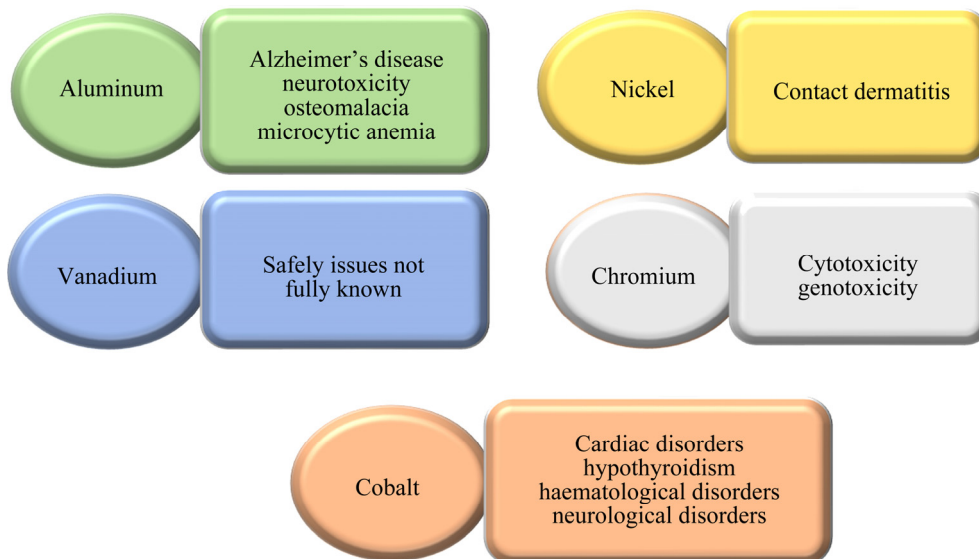 Aluminum
Alzheimer’s disease
neurotoxicity
osteomalacia
microcytic anemia
Nickel
Contact dermatitis
Vanadium
Safely issues not
fully known
Chromium
Cytotoxicity
genotoxicity
Cobalt
Cardiac disorders
hypothyroidism
haematological disorders
neurological disorders